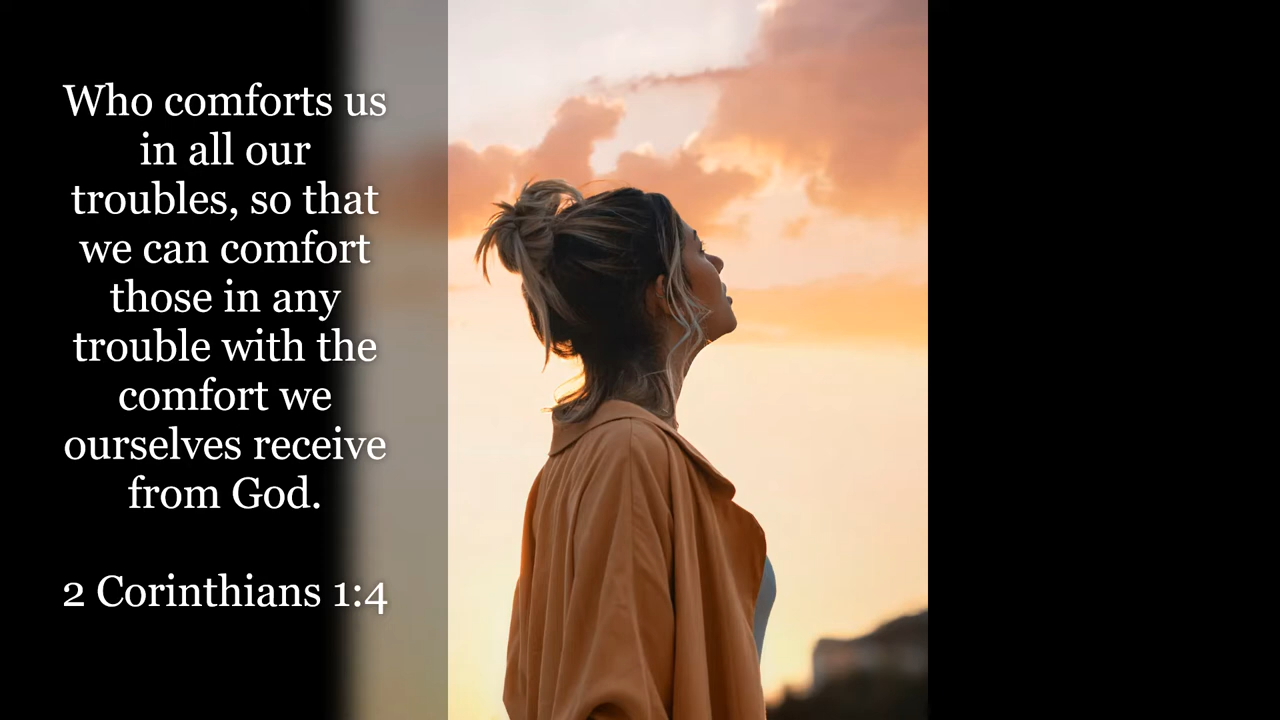 Who comforts us
in all our
troubles, so that
we can comfort
those in any
trouble with the
comfort we
ourselves receive
from God.
2 Corinthians 1:4